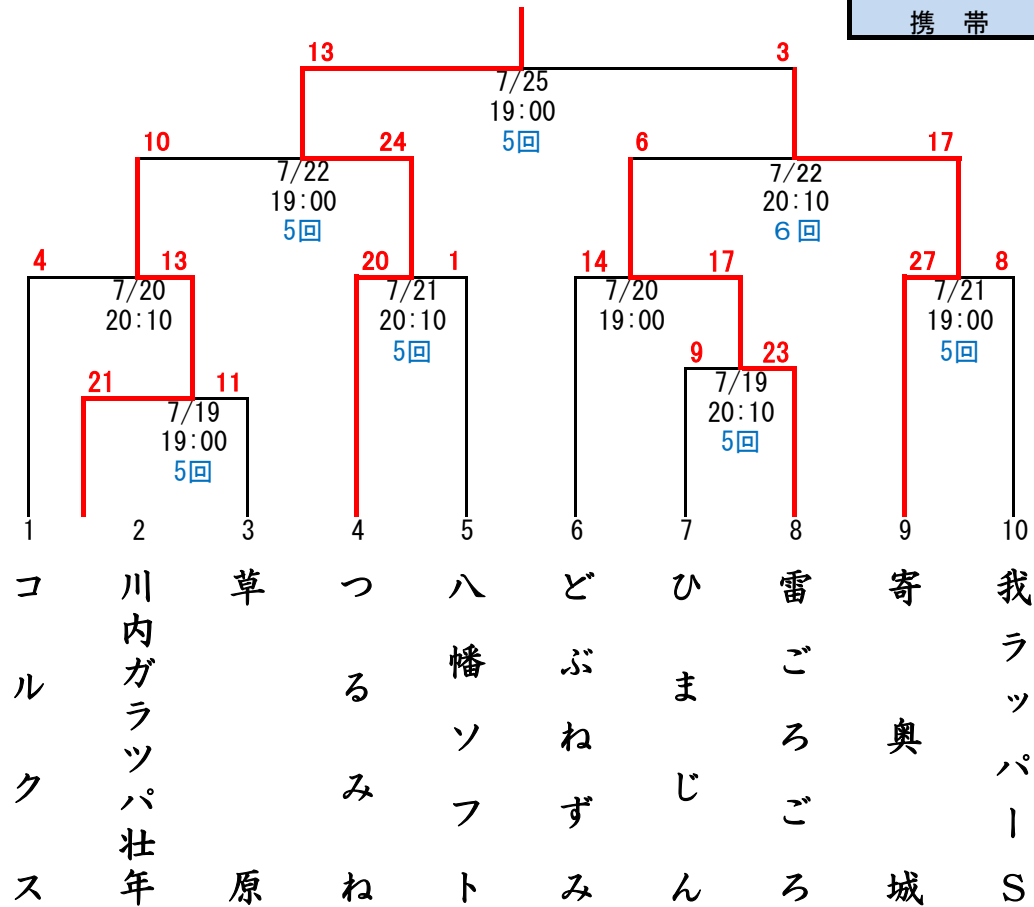 携 帯
13
3
7/25
19:00
5回
10
24
6
17
7/22
19:00
5回
7/22
20:10
6回
4
13
20
1
14
17
27
8
7/20
20:10
7/21
20:10
5回
7/20
19:00
7/21
19:00
5回
9
23
7/19
20:10
5回
21
11
7/19
19:00
5回
1
2
3
4
5
6
7
8
9
10
コルクス
川内ガラツパ壮年
草原
つるみね
八幡ソフト
どぶねずみ
ひまじん
雷ごろごろ
寄奥城
我ラッパーS